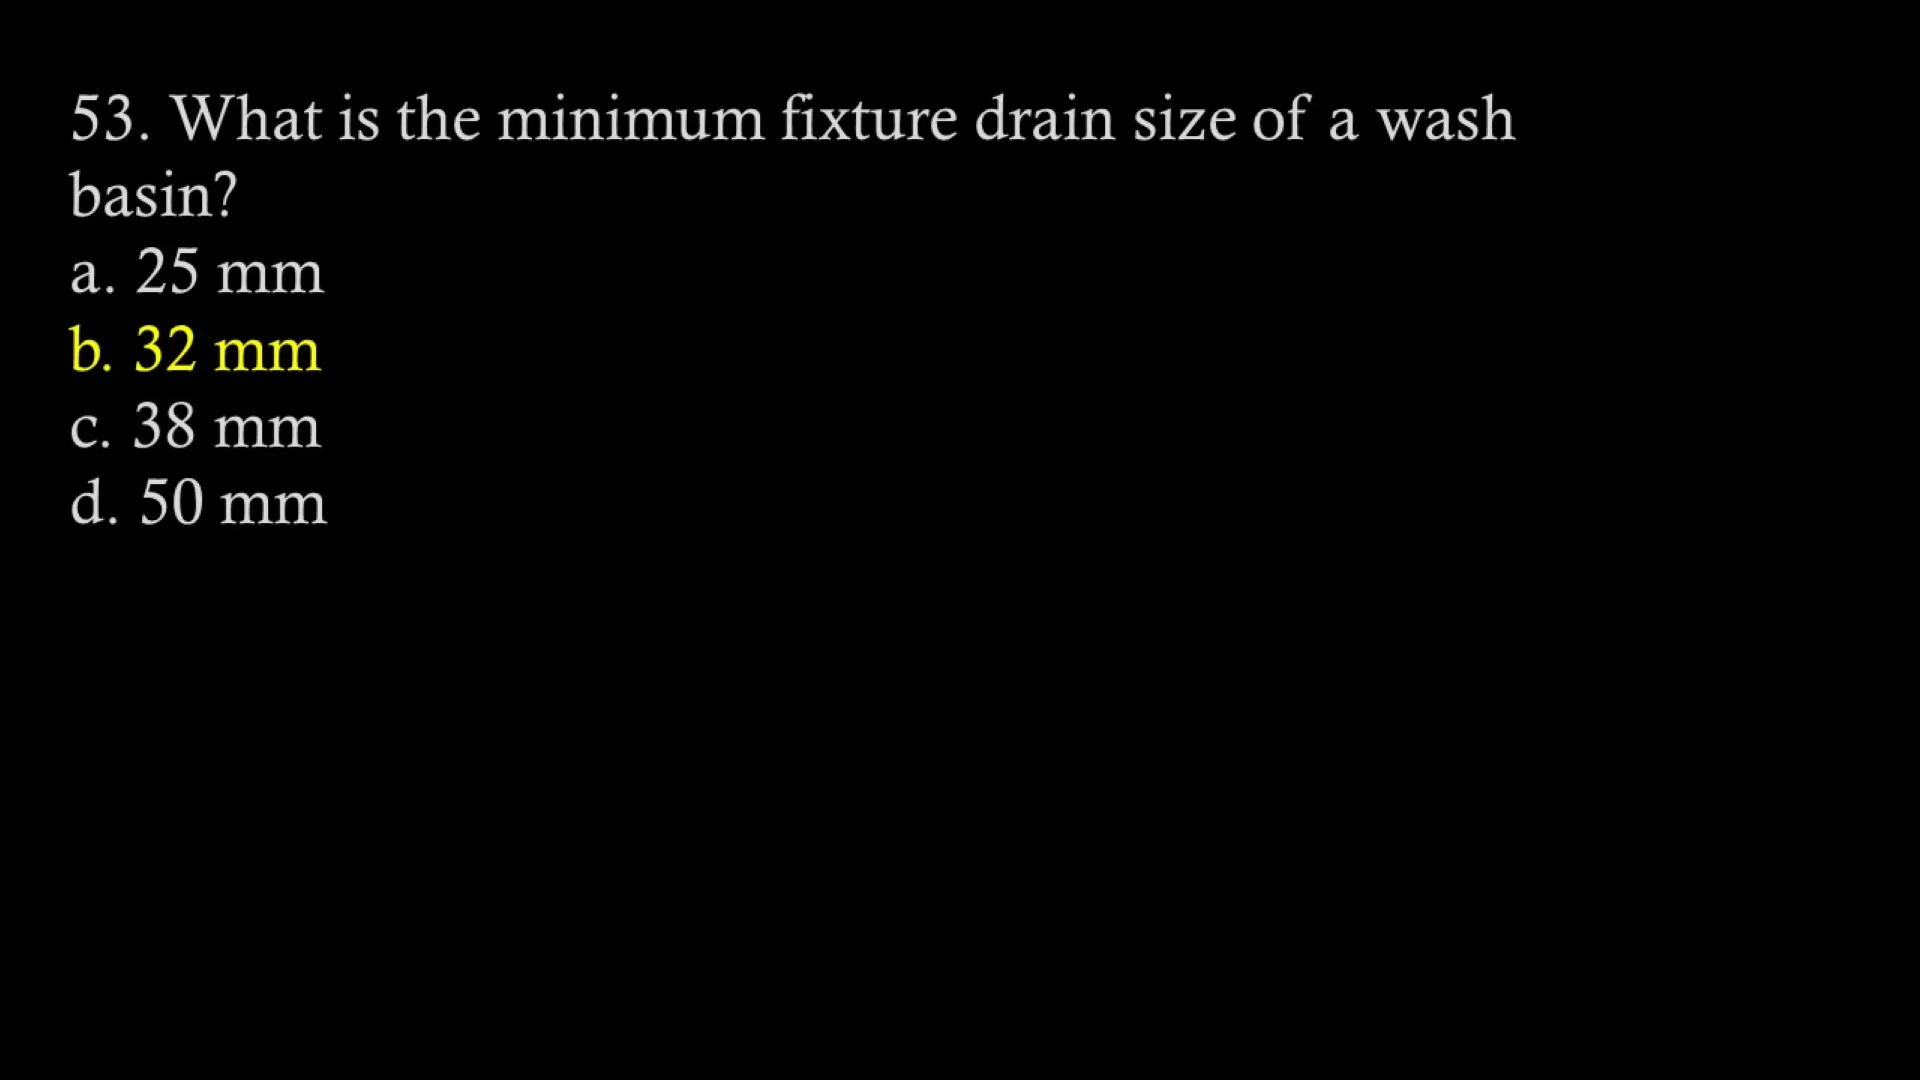 53. What is the minimum fixture drain size of a wash
basin?
a. 25 mm
b. 32 mm
c. 38 mm
d. 50 mm